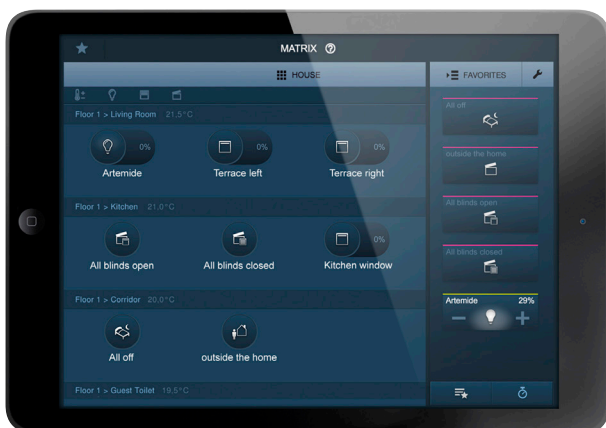 MATRIX ?
HOUSE
FAVORITES
Floor 1 > Living Room 21,5°C
0%
0%
0%
Artemide
Terrace left
Terrace right
Floor 1 > Kitchen 21,0°C
0%
All blinds open
All blinds closed
Kitchen window
Floor 1 > Corridor 20,0°C
All off
outside the home
Floor 1 > Guest Toilet 19.5°C
All off
outside the home
All blinds open
All blinds closed
Artemide 29%